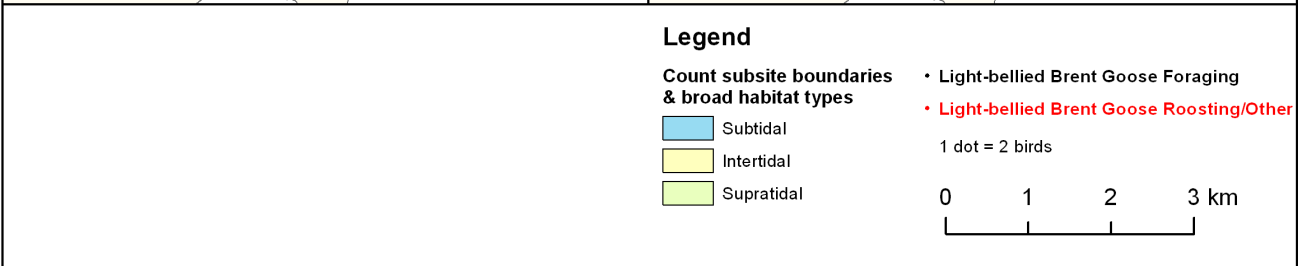 Legend
Count subsite boundaries
& broad habitat types
Subtidal
Intertidal
Supratidal
• Light-bellied Brent Goose Foraging
• Light-bellied Brent Goose Roosting/Other
1 dot = 2 birds
0 1 2 3 km